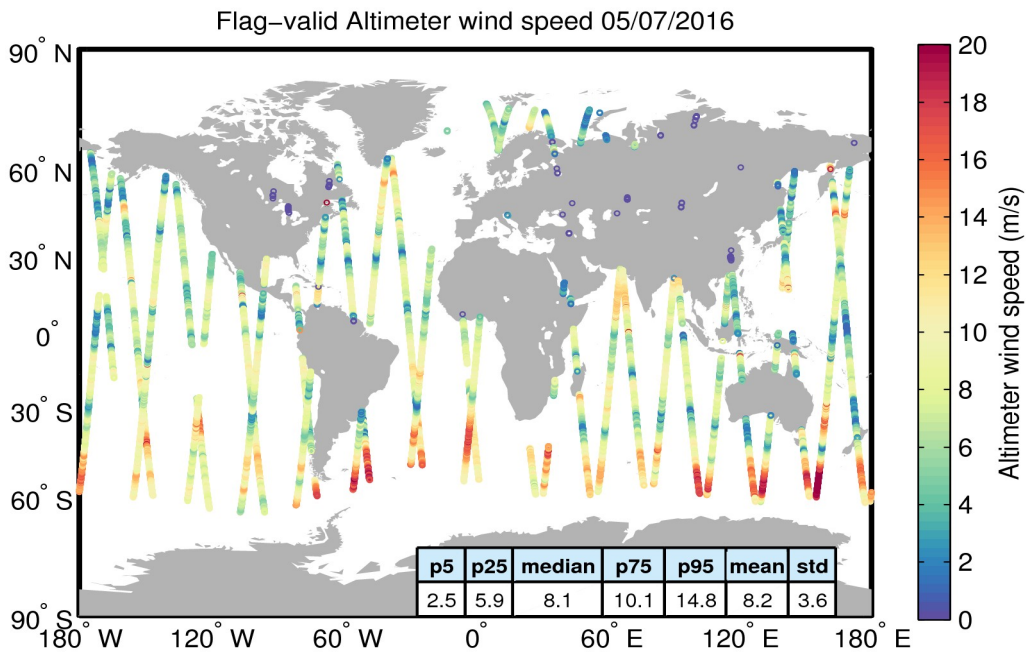 Flag−valid Altimeter wind speed 05/07/2016
90° N
60° N
30° N
0°
30° S
60° S
90° S
180° W
120° W
60° W
0°
60° E
120° E
180° E
p5 p25 median p75 p95 mean std
2.5 5.9 8.1 10.1 14.8 8.2 3.6
20
18
16
14
12
10
8
6
4
2
0
Altimeter wind speed (m/s)